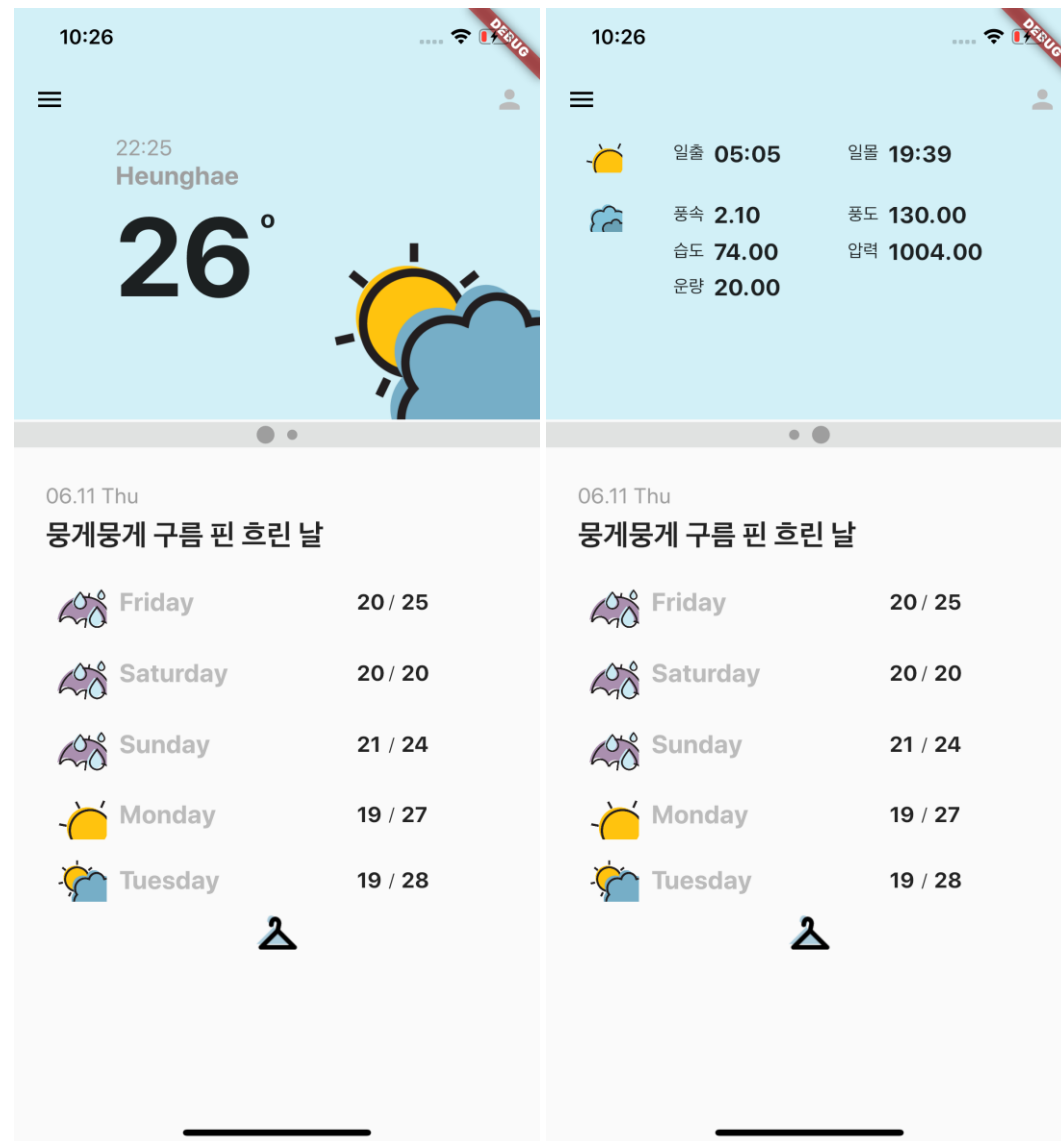 10:26
DEBUG
22:25
Heunghae
26°
06.11 Thu
뭉게뭉게 구름 핀 흐린 날
Friday 20 / 25
Saturday 20 / 20
Sunday 21 / 24
Monday 19 / 27
Tuesday 19 / 28
10:26
DEBUG
일출 05:05 일몰 19:39
풍속 2.10 풍도 130.00
습도 74.00 압력 1004.00
운량 20.00
06.11 Thu
뭉게뭉게 구름 핀 흐린 날
Friday 20 / 25
Saturday 20 / 20
Sunday 21 / 24
Monday 19 / 27
Tuesday 19 / 28